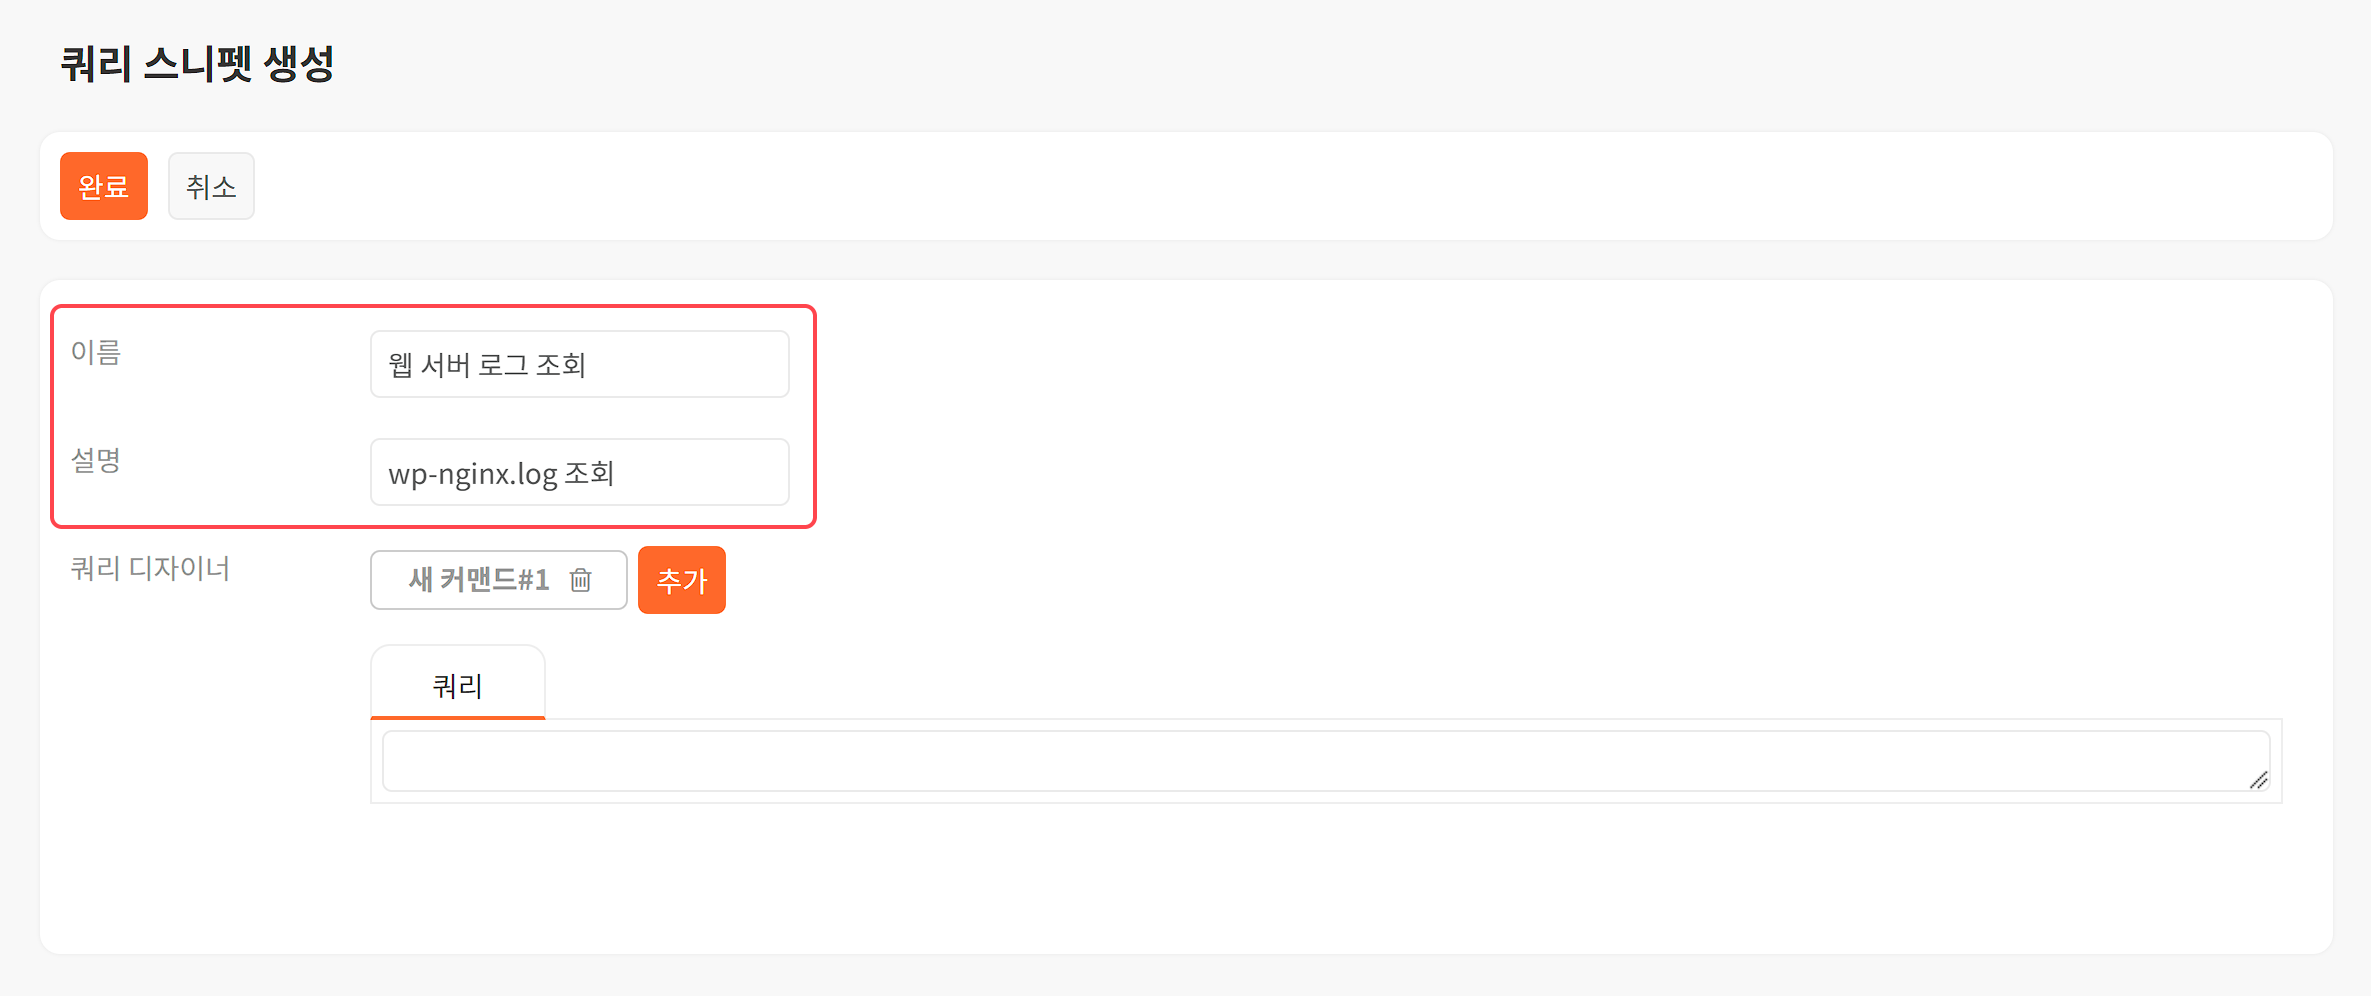 쿼리 스니펫 생성
완료 취소
이름 웹 서버 로그 조회
설명 wp-nginx.log 조회
쿼리 디자이너 새 커맨드#1 추가
쿼리